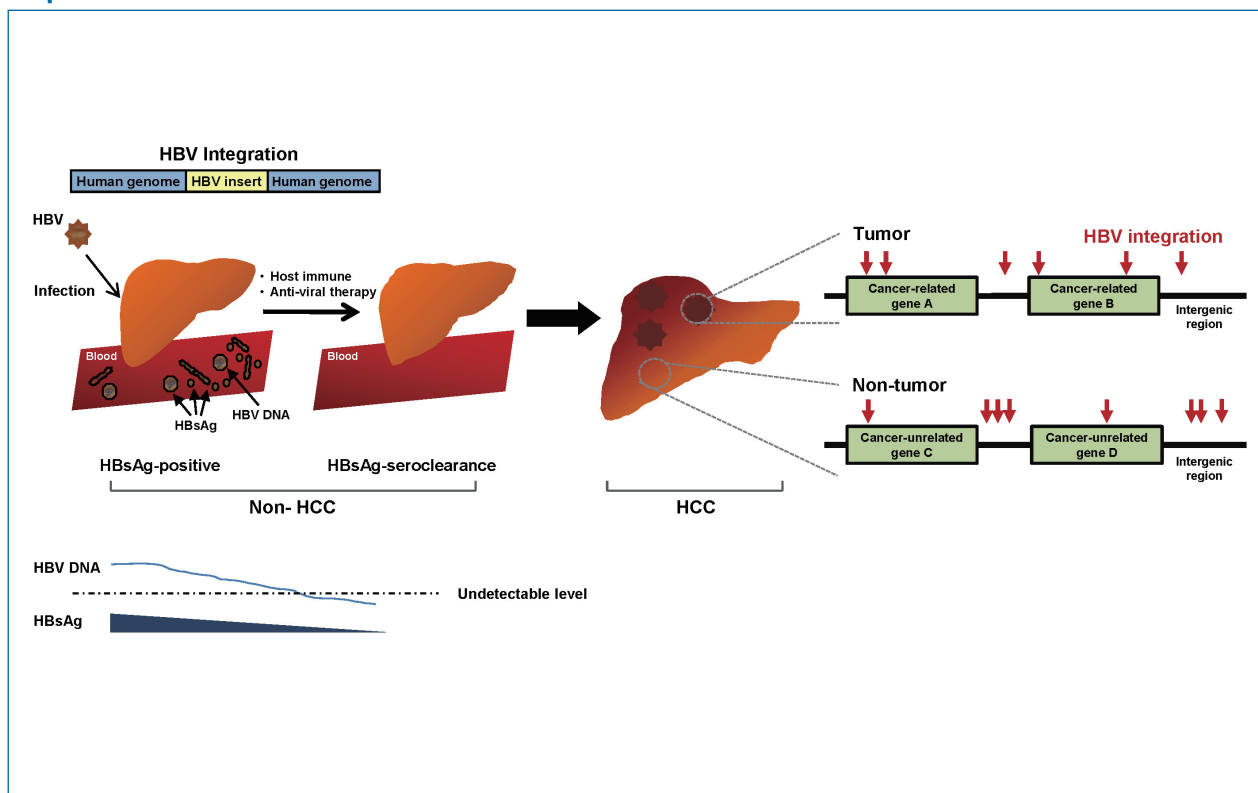 HBV Integration
Human genome HBV insert Human genome
HBV
Infection
• Host immune
• Anti-viral therapy
Blood
Blood
HBV DNA
HBsAg
HBsAg-positive
HBsAg-seroclearance
Non- HCC
HCC
Tumor
HBV integration
Cancer-related
gene A
Cancer-related
gene B
Intergenic
region
Non-tumor
Cancer-unrelated
gene C
Cancer-unrelated
gene D
Intergenic
region
HBV DNA
Undetectable level
HBsAg